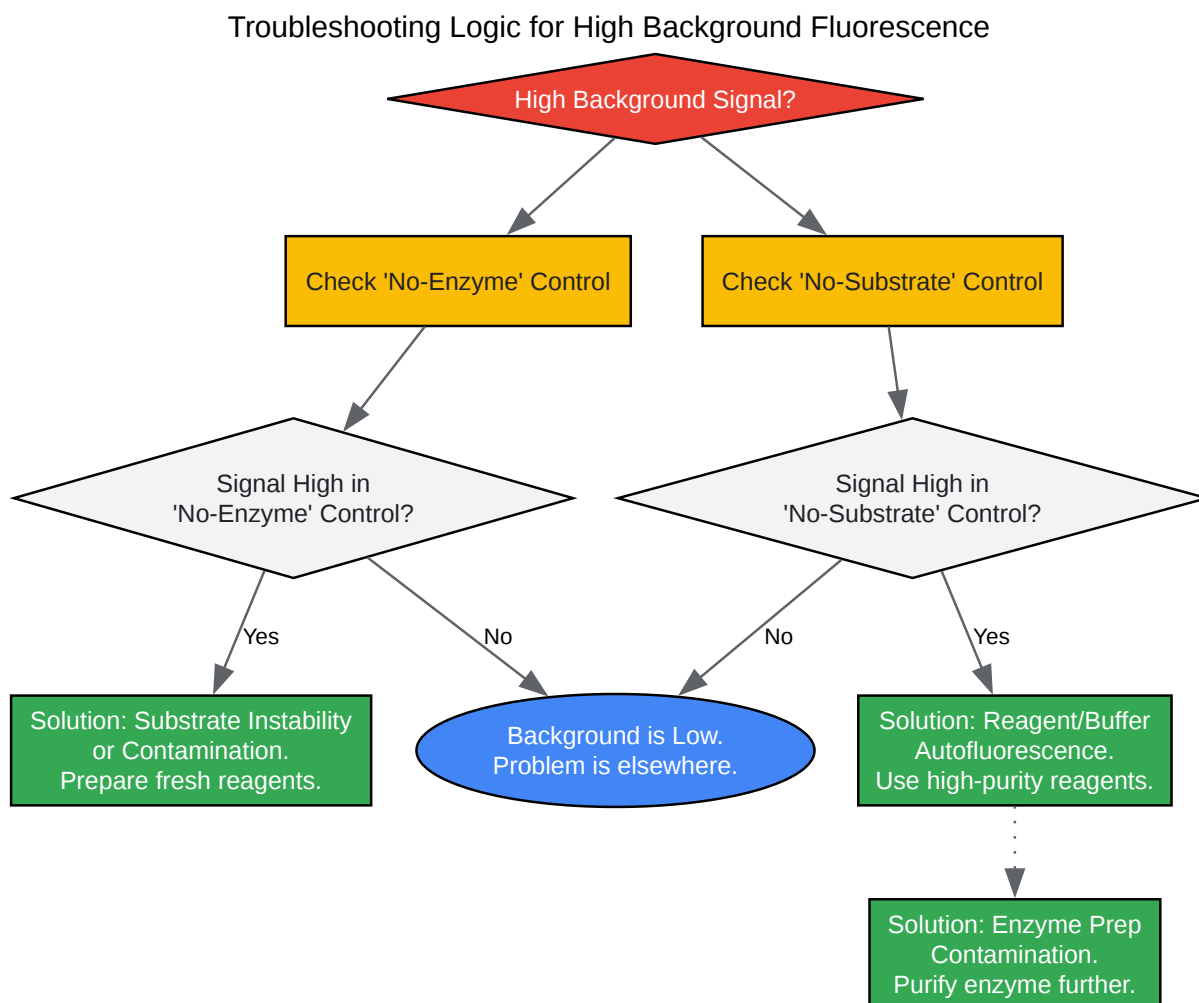 Troubleshooting Logic for High Background Fluorescence
High Background Signal?
Check 'No-Enzyme' Control
Check 'No-Substrate' Control
Signal High in
'No-Enzyme' Control?
Signal High in
'No-Substrate' Control?
Yes
No
No
Yes
Solution: Substrate Instability
or Contamination.
Prepare fresh reagents.
Background is Low.
Problem is elsewhere.
Solution: Reagent/Buffer
Autofluorescence.
Use high-purity reagents.
Solution: Enzyme Prep
Contamination.
Purify enzyme further.